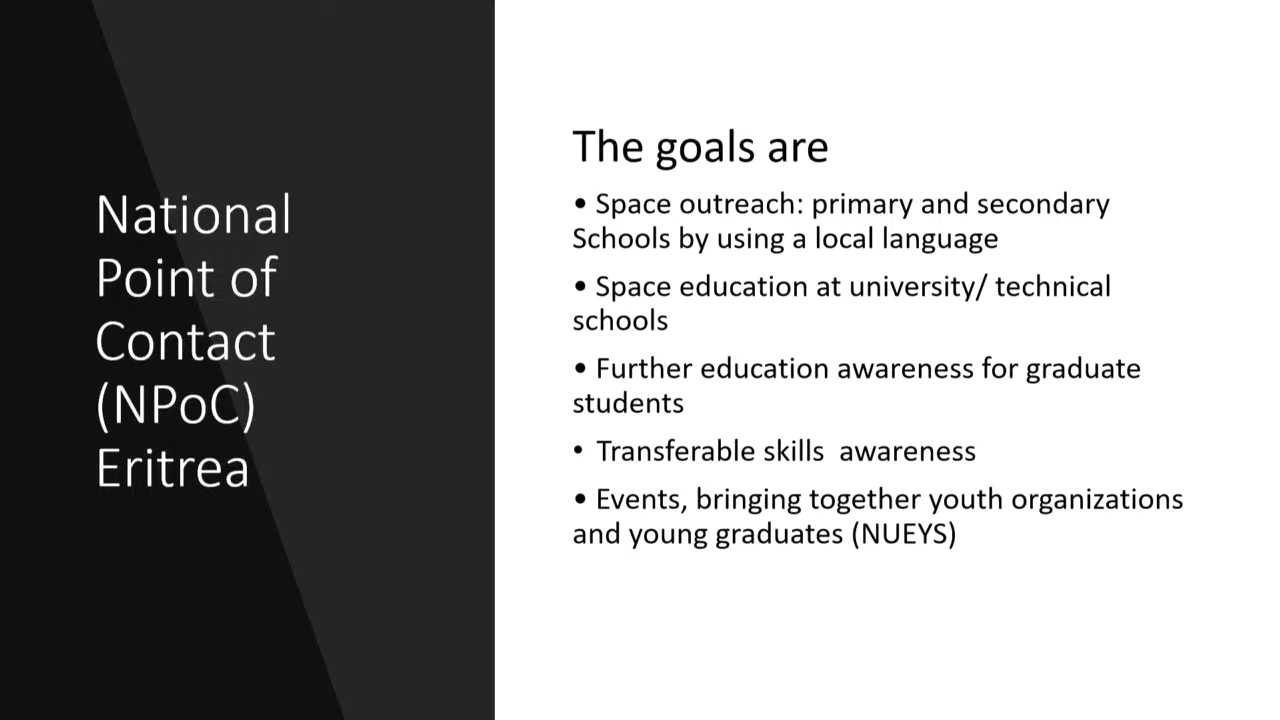 National
Point of
Contact
(NPoC)
Eritrea
The goals are
• Space outreach: primary and secondary
Schools by using a local language
• Space education at university/ technical
schools
• Further education awareness for graduate
students
• Transferable skills  awareness
• Events, bringing together youth organizations
and young graduates (NUEYS)